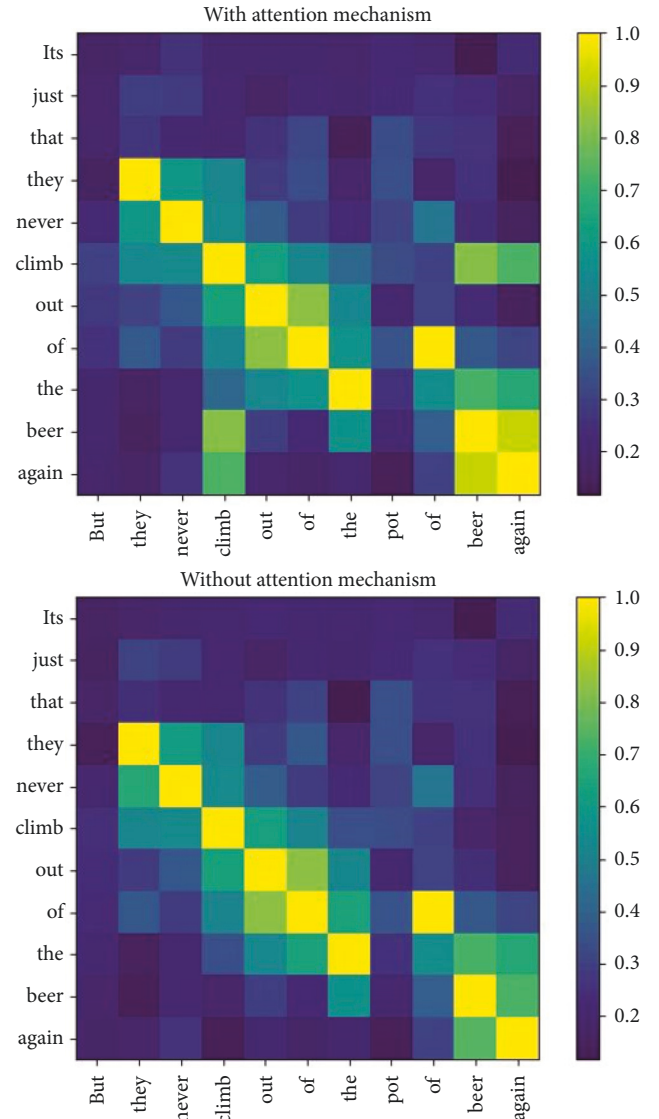 With attention mechanism
Its
just
that
they
never
climb
out
of
the
beer
again
But they never climb out of the pot of beer again
1.0
0.9
0.8
0.7
0.6
0.5
0.4
0.3
0.2
Without attention mechanism
Its
just
that
they
never
climb
out
of
the
beer
again
But they never climb out of the pot of beer again
1.0
0.9
0.8
0.7
0.6
0.5
0.4
0.3
0.2